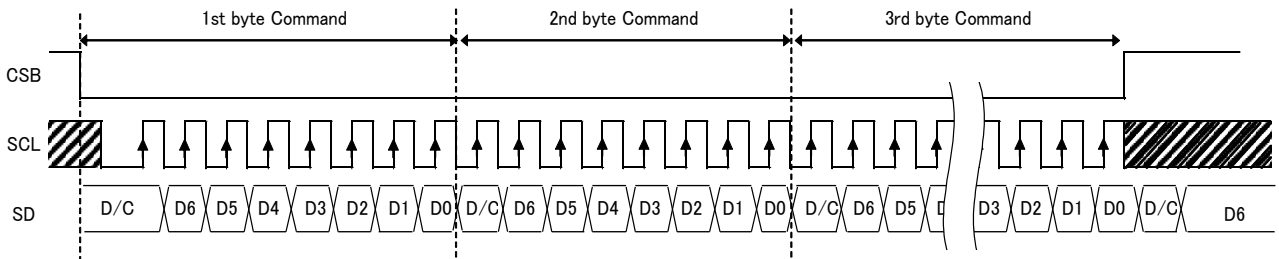 1st byte Command 2nd byte Command 3rd byte Command
CSB
SCL
SD D/C D6 D5 D4 D3 D2 D1 D0 D/C D6 D5 D4 D3 D2 D1 D0 D/C D6 D5 D3 D2 D1 D0 D/C D6